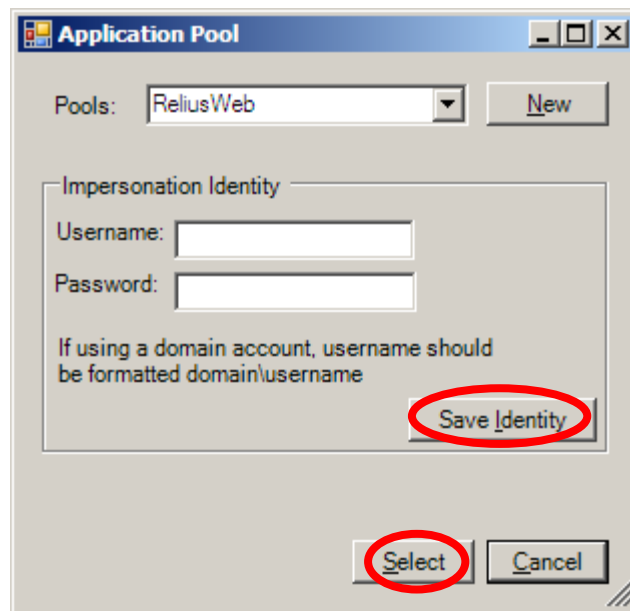 Application Pool
Pools: ReliusWeb New
Impersonation Identity
Username:
Password:
If using a domain account, username should
be formatted domain\username
Save Identity
Select Cancel